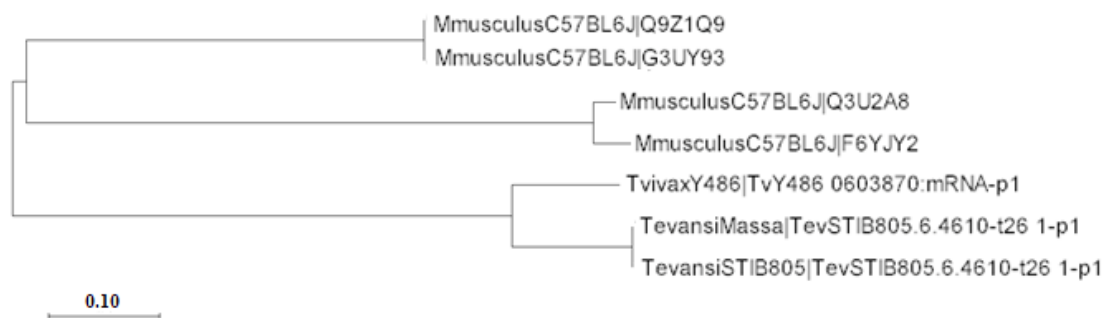 MmusculusC57BL6J|Q9Z1Q9
MmusculusC57BL6J|G3UY93
MmusculusC57BL6J|Q3U2A8
MmusculusC57BL6J|F6YJY2
TvivaxY486|TvY486 0603870:mRNA-p1
TevansiMassa|TevSTIB805.6.4610-t26 1-p1
TevansiSTIB805|TevSTIB805.6.4610-t26 1-p1
0.10